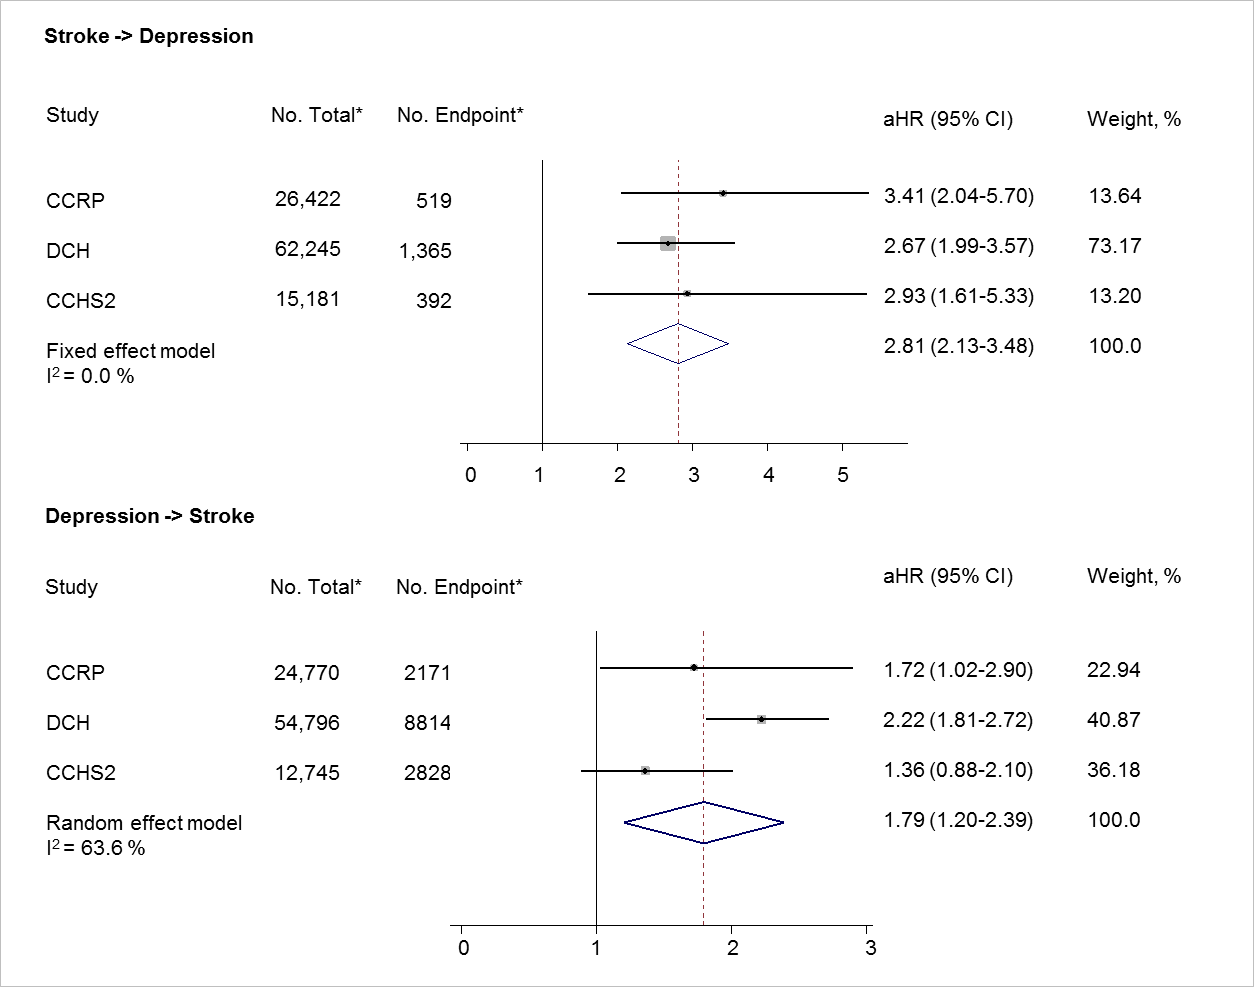 Stroke -> Depression
Study No. Total* No. Endpoint* aHR (95% CI) Weight, %
CCRP 26,422 519 3.41 (2.04-5.70) 13.64
DCH 62,245 1,365 2.67 (1.99-3.57) 73.17
CCHS2 15,181 392 2.93 (1.61-5.33) 13.20
Fixed effect model 2.81 (2.13-3.48) 100.0
I² = 0.0 %
0 1 2 3 4 5
Depression -> Stroke
Study No. Total* No. Endpoint* aHR (95% CI) Weight, %
CCRP 24,770 2171 1.72 (1.02-2.90) 22.94
DCH 54,796 8814 2.22 (1.81-2.72) 40.87
CCHS2 12,745 2828 1.36 (0.88-2.10) 36.18
Random effect model 1.79 (1.20-2.39) 100.0
I² = 63.6 %
0 1 2 3